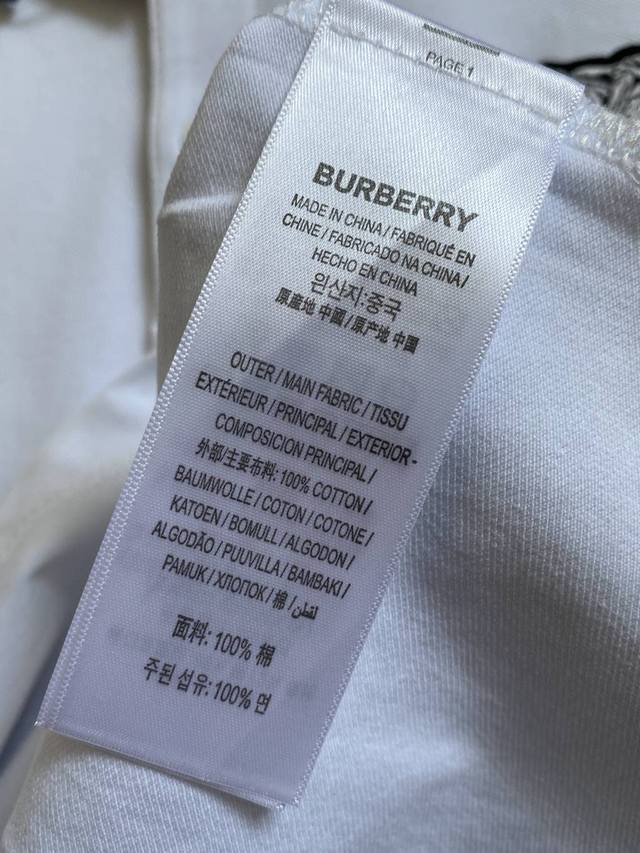 PAGE 1
BURBERRY
MADE IN CHINA / FABRIQUÉ EN
CHINE / FABRICADO NA CHINA /
HECHO EN CHINA
원산지:중국
原産地 中國 / 原产地 中國
OUTER / MAIN FABRIC / TISSU
EXTÉRIEUR / PRINCIPAL / EXTERIOR-
COMPOSICION PRINCIPAL /
外部/主要布料: 100% COTTON /
BAUMWOLLE / COTON / COTONE /
KATOEN / BOMULL / ALGODON /
ALGODÃO / PUUVILLA / BAMBAKI /
PAMUK / ХЛОПОК / 棉 / لقطن
面料: 100% 棉
주된 섬유: 100% 면